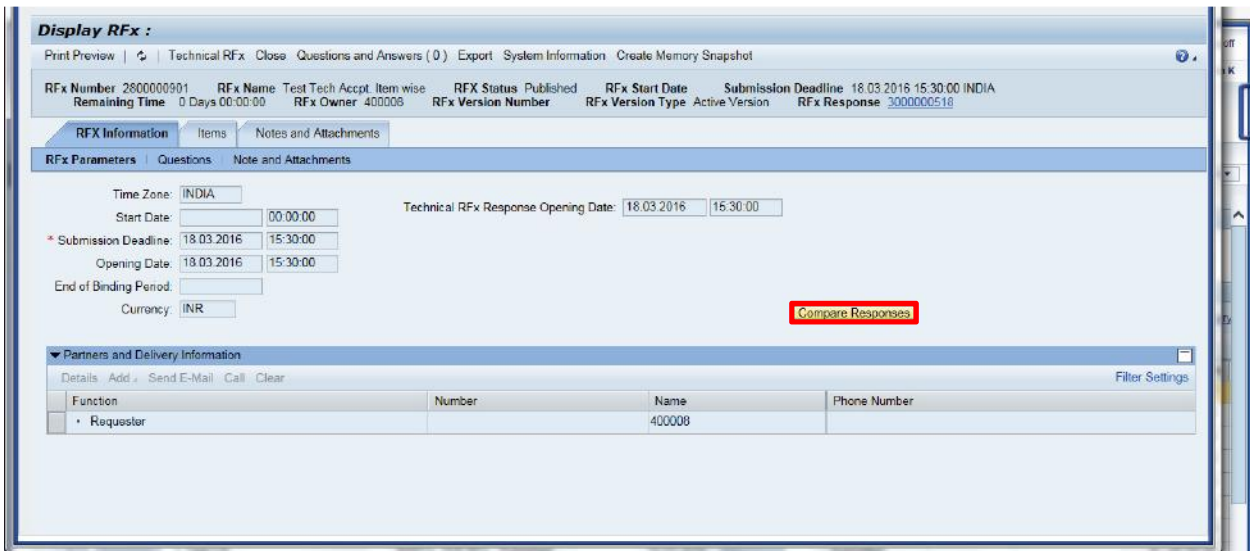 Display RFx :
Print Preview | | Technical RFx Close Questions and Answers ( 0 ) Export System Information Create Memory Snapshot
RFx Number 2800000901 RFx Name Test Tech Accpt. Item wise RFX Status Published RFx Start Date Submission Deadline 18.03.2016 15:30:00 INDIA
Remaining Time 0 Days 00:00:00 RFx Owner 400008 RFx Version Number RFx Version Type Active Version RFx Response 3000000518
RFX Information Items Notes and Attachments
RFx Parameters | Questions | Note and Attachments
Time Zone: INDIA
Technical RFx Response Opening Date: 18.03.2016 15:30:00
Start Date: 00:00:00
* Submission Deadline: 18.03.2016 15:30:00
Opening Date: 18.03.2016 15:30:00
End of Binding Period:
Currency: INR
Compare Responses
Partners and Delivery Information
Details Add Send E-Mail Call Clear Filter Settings
Function Number Name Phone Number
• Requester 400008
off